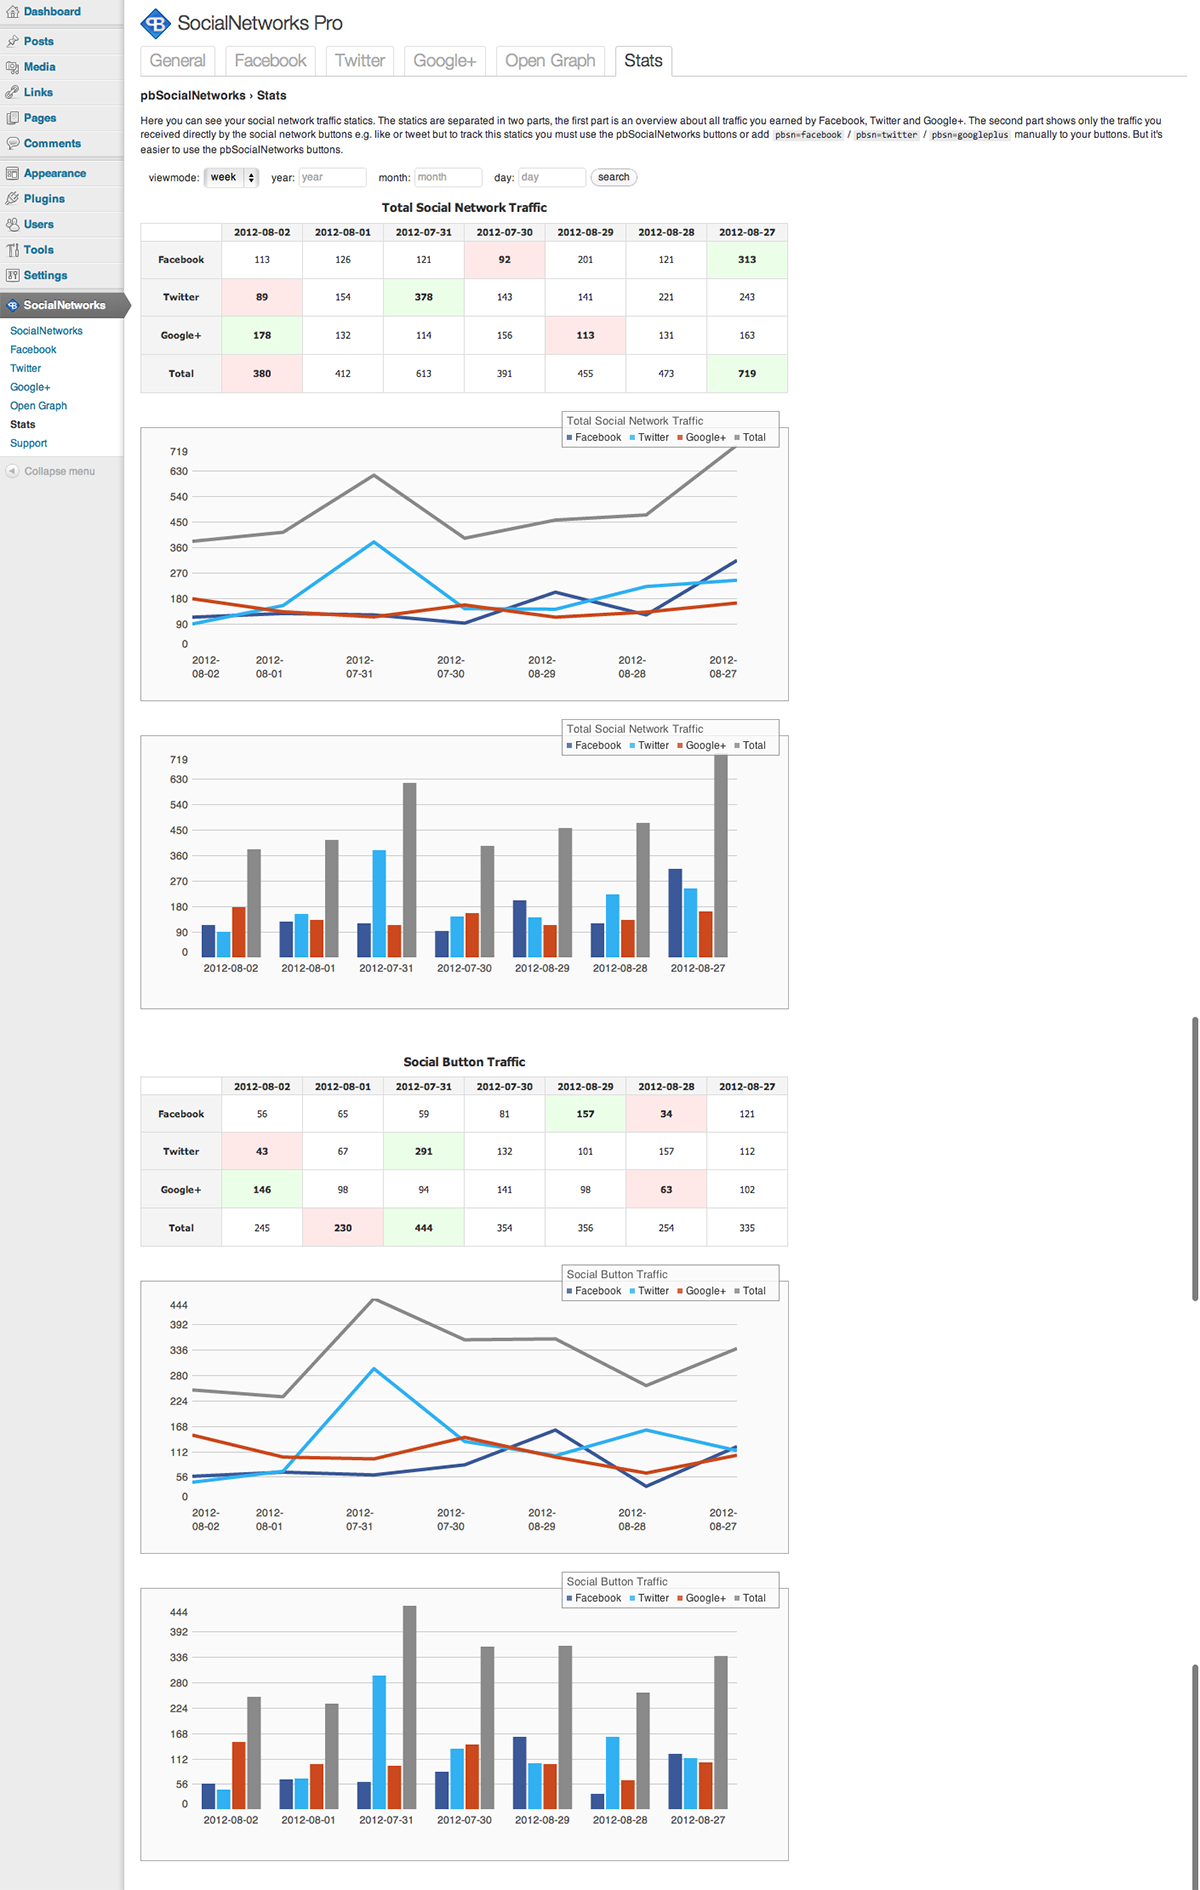 Dashboard
Posts
Media
Links
Pages
Comments
Appearance
Plugins
Users
Tools
Settings
SocialNetworks
SocialNetworks
Facebook
Twitter
Google+
Open Graph
Stats
Support
Collapse menu
SocialNetworks Pro
General Facebook Twitter Google+ Open Graph Stats
pbSocialNetworks › Stats
Here you can see your social network traffic statics. The statics are separated in two parts, the first part is an overview about all traffic you earned by Facebook, Twitter and Google+. The second part shows only the traffic you
received directly by the social network buttons e.g. like or tweet but to track this statics you must use the pbSocialNetworks buttons or add pbsn=facebook / pbsn=twitter / pbsn=googleplus manually to your buttons. But it's
easier to use the pbSocialNetworks buttons.
viewmode: week year: year month: month day: day search
Total Social Network Traffic
2012-08-02 2012-08-01 2012-07-31 2012-07-30 2012-08-29 2012-08-28 2012-08-27
Facebook 113 126 121 92 201 121 313
Twitter 89 154 378 143 141 221 243
Google+ 178 132 114 156 113 131 163
Total 380 412 613 391 455 473 719
Total Social Network Traffic
Facebook Twitter Google+ Total
719
630
540
450
360
270
180
90
0
2012- 2012- 2012- 2012- 2012- 2012- 2012-
08-02 08-01 07-31 07-30 08-29 08-28 08-27
Total Social Network Traffic
Facebook Twitter Google+ Total
719
630
540
450
360
270
180
90
0
2012-08-02 2012-08-01 2012-07-31 2012-07-30 2012-08-29 2012-08-28 2012-08-27
Social Button Traffic
2012-08-02 2012-08-01 2012-07-31 2012-07-30 2012-08-29 2012-08-28 2012-08-27
Facebook 56 65 59 81 157 34 121
Twitter 43 67 291 132 101 157 112
Google+ 146 98 94 141 98 63 102
Total 245 230 444 354 356 254 335
Social Button Traffic
Facebook Twitter Google+ Total
444
392
336
280
224
168
112
56
0
2012- 2012- 2012- 2012- 2012- 2012- 2012-
08-02 08-01 07-31 07-30 08-29 08-28 08-27
Social Button Traffic
Facebook Twitter Google+ Total
444
392
336
280
224
168
112
56
0
2012-08-02 2012-08-01 2012-07-31 2012-07-30 2012-08-29 2012-08-28 2012-08-27